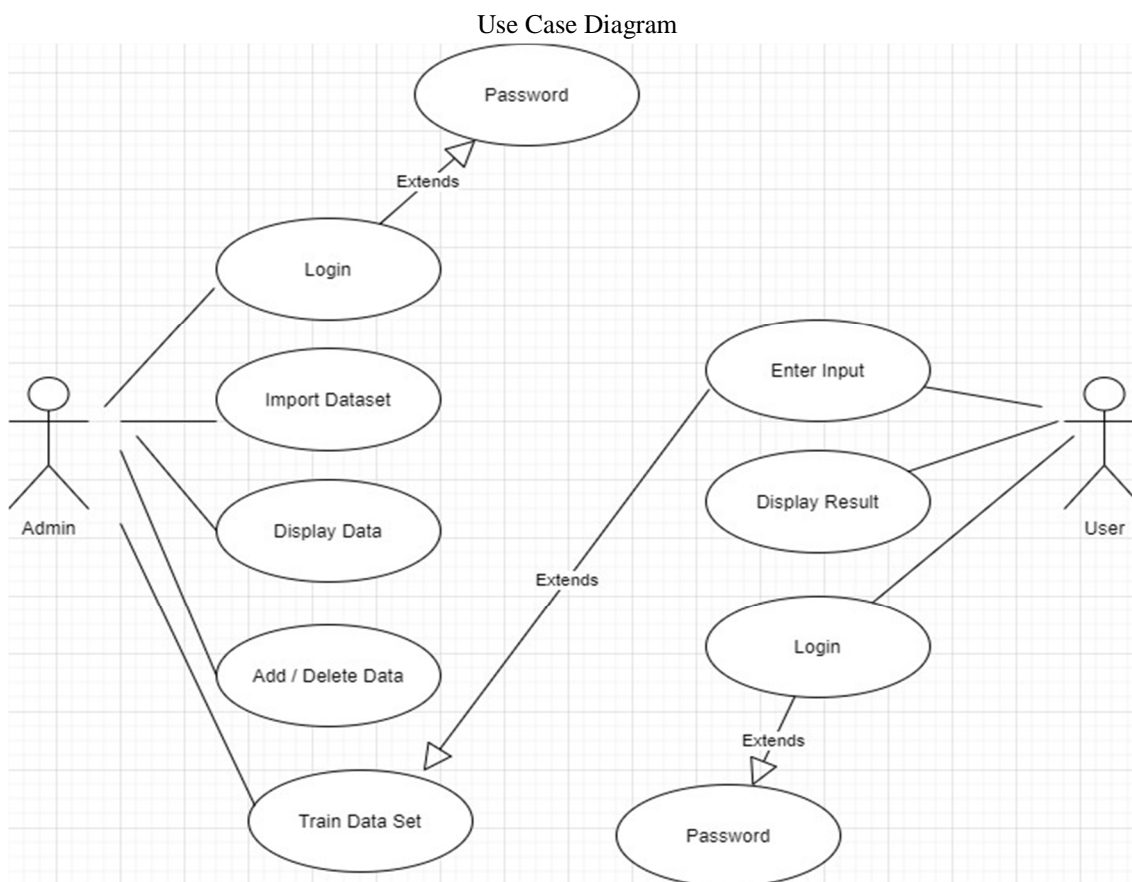 Use Case Diagram
Password
Extends
Login
Import Dataset
Display Data
Add / Delete Data
Train Data Set
Admin
Enter Input
Display Result
Extends
Login
Extends
Password
User